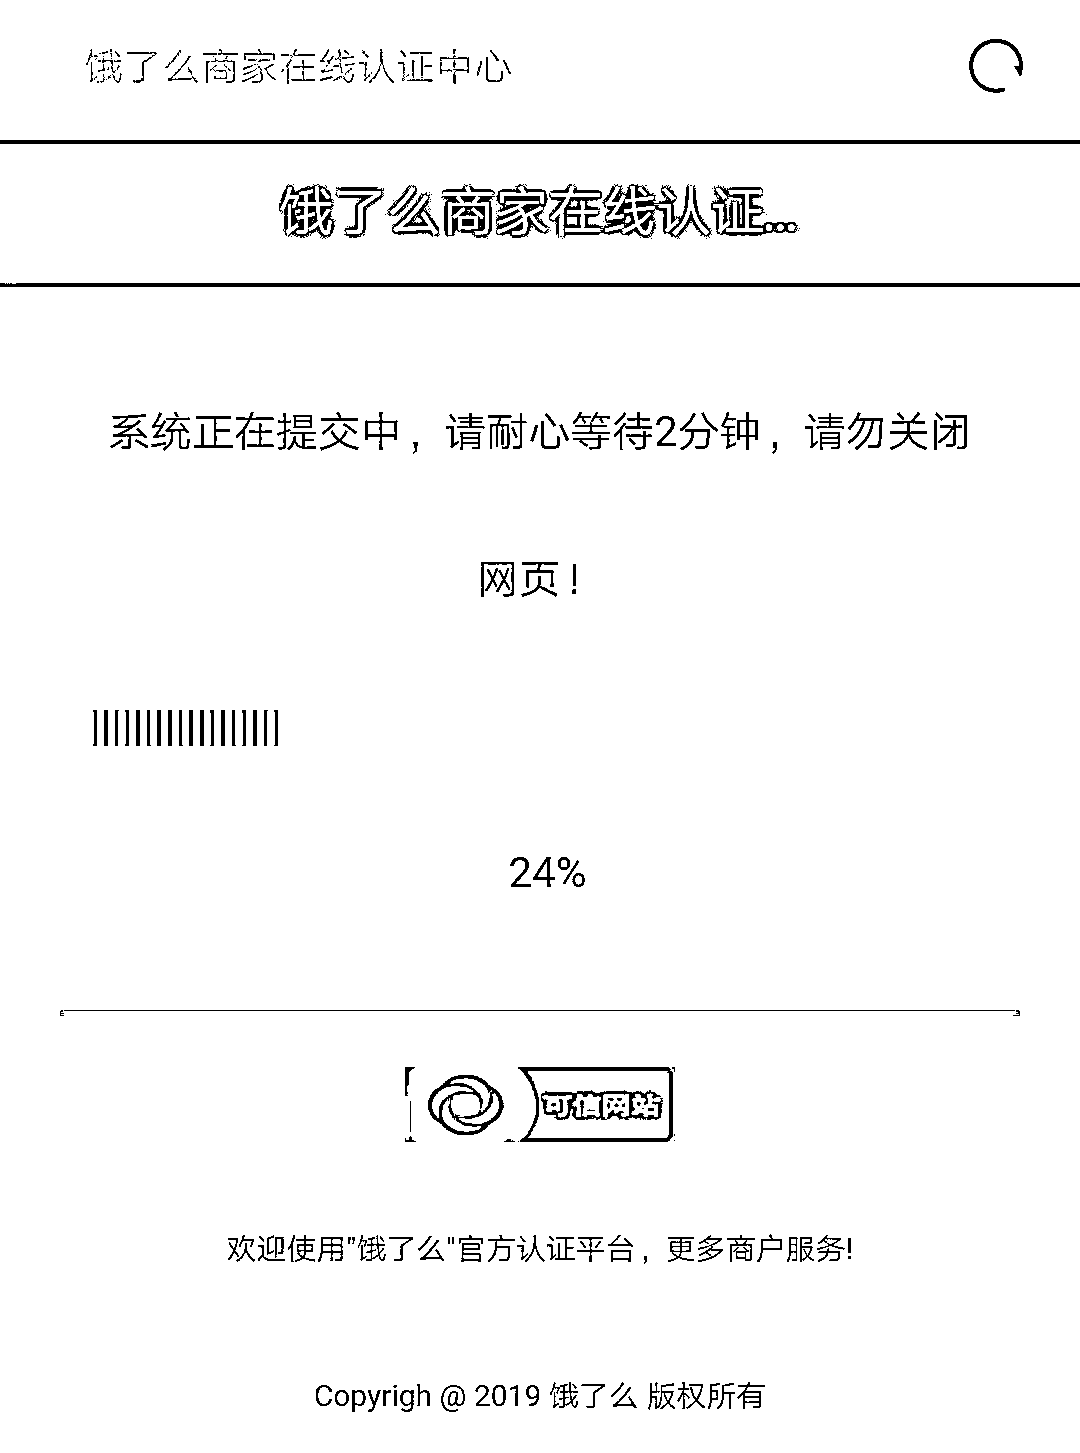 饿了么商家在线认证中心
饿了么商家在线认证...
系统正在提交中，请耐心等待2分钟，请勿关闭
网页！
24%
可信网站
欢迎使用"饿了么"官方认证平台，更多商户服务!
Copyrigh @ 2019 饿了么 版权所有